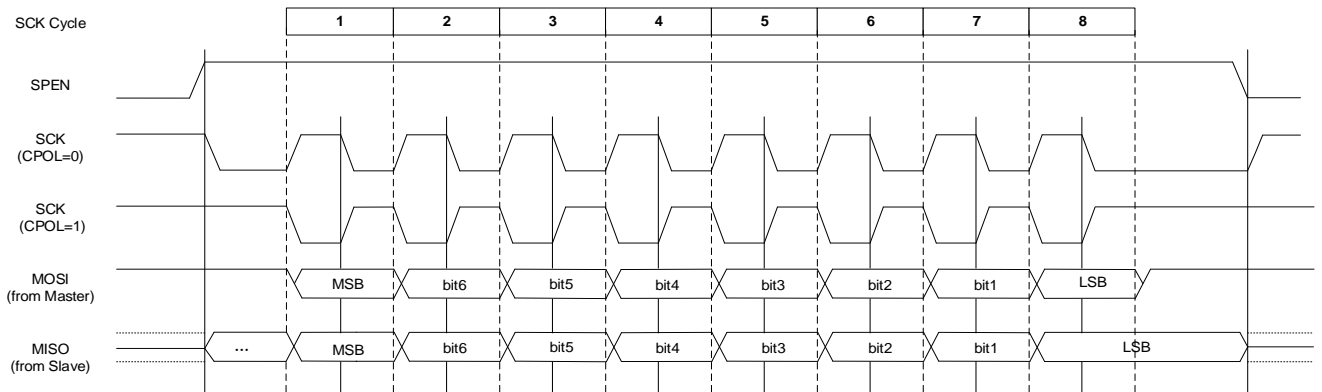 SCK Cycle 1 2 3 4 5 6 7 8
SPEN
SCK
(CPOL=0)
SCK
(CPOL=1)
MOSI
(from Master)
MSB bit6 bit5 bit4 bit3 bit2 bit1 LSB
MISO
(from Slave)
... MSB bit6 bit5 bit4 bit3 bit2 bit1 LSB